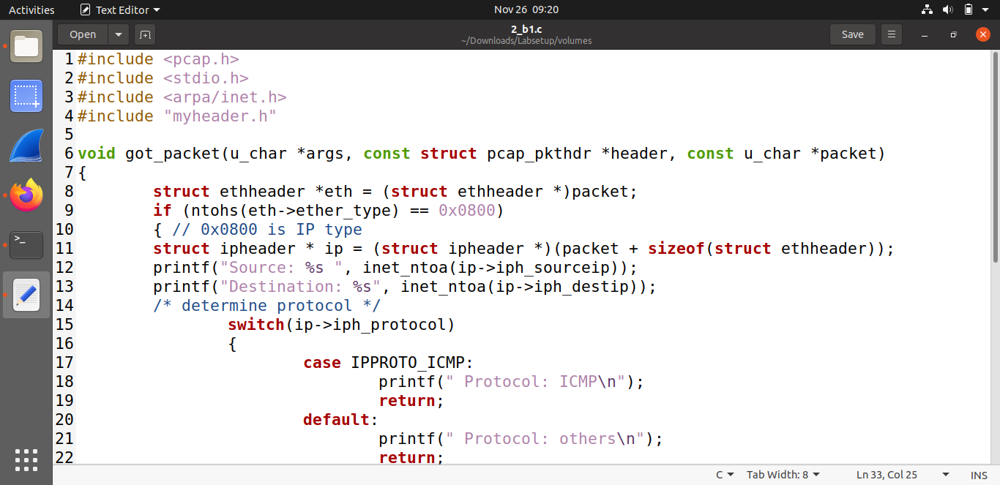 Activities Text Editor Nov 26 09:20
Open 2_b1.c Save
~/Downloads/Labsetup/volumes
1 #include <pcap.h>
2 #include <stdio.h>
3 #include <arpa/inet.h>
4 #include "myheader.h"
5
6 void got_packet(u_char *args, const struct pcap_pkthdr *header, const u_char *packet)
7 {
8 struct ethheader *eth = (struct ethheader *)packet;
9 if (ntohs(eth->ether_type) == 0x0800)
10 { // 0x0800 is IP type
11 struct ipheader * ip = (struct ipheader *)(packet + sizeof(struct ethheader));
12 printf("Source: %s ", inet_ntoa(ip->iph_sourceip));
13 printf("Destination: %s", inet_ntoa(ip->iph_destip));
14 /* determine protocol */
15 switch(ip->iph_protocol)
16 {
17 case IPPROTO_ICMP:
18 printf(" Protocol: ICMP\n");
19 return;
20 default:
21 printf(" Protocol: others\n");
22 return;
C Tab Width: 8 Ln 33, Col 25 INS